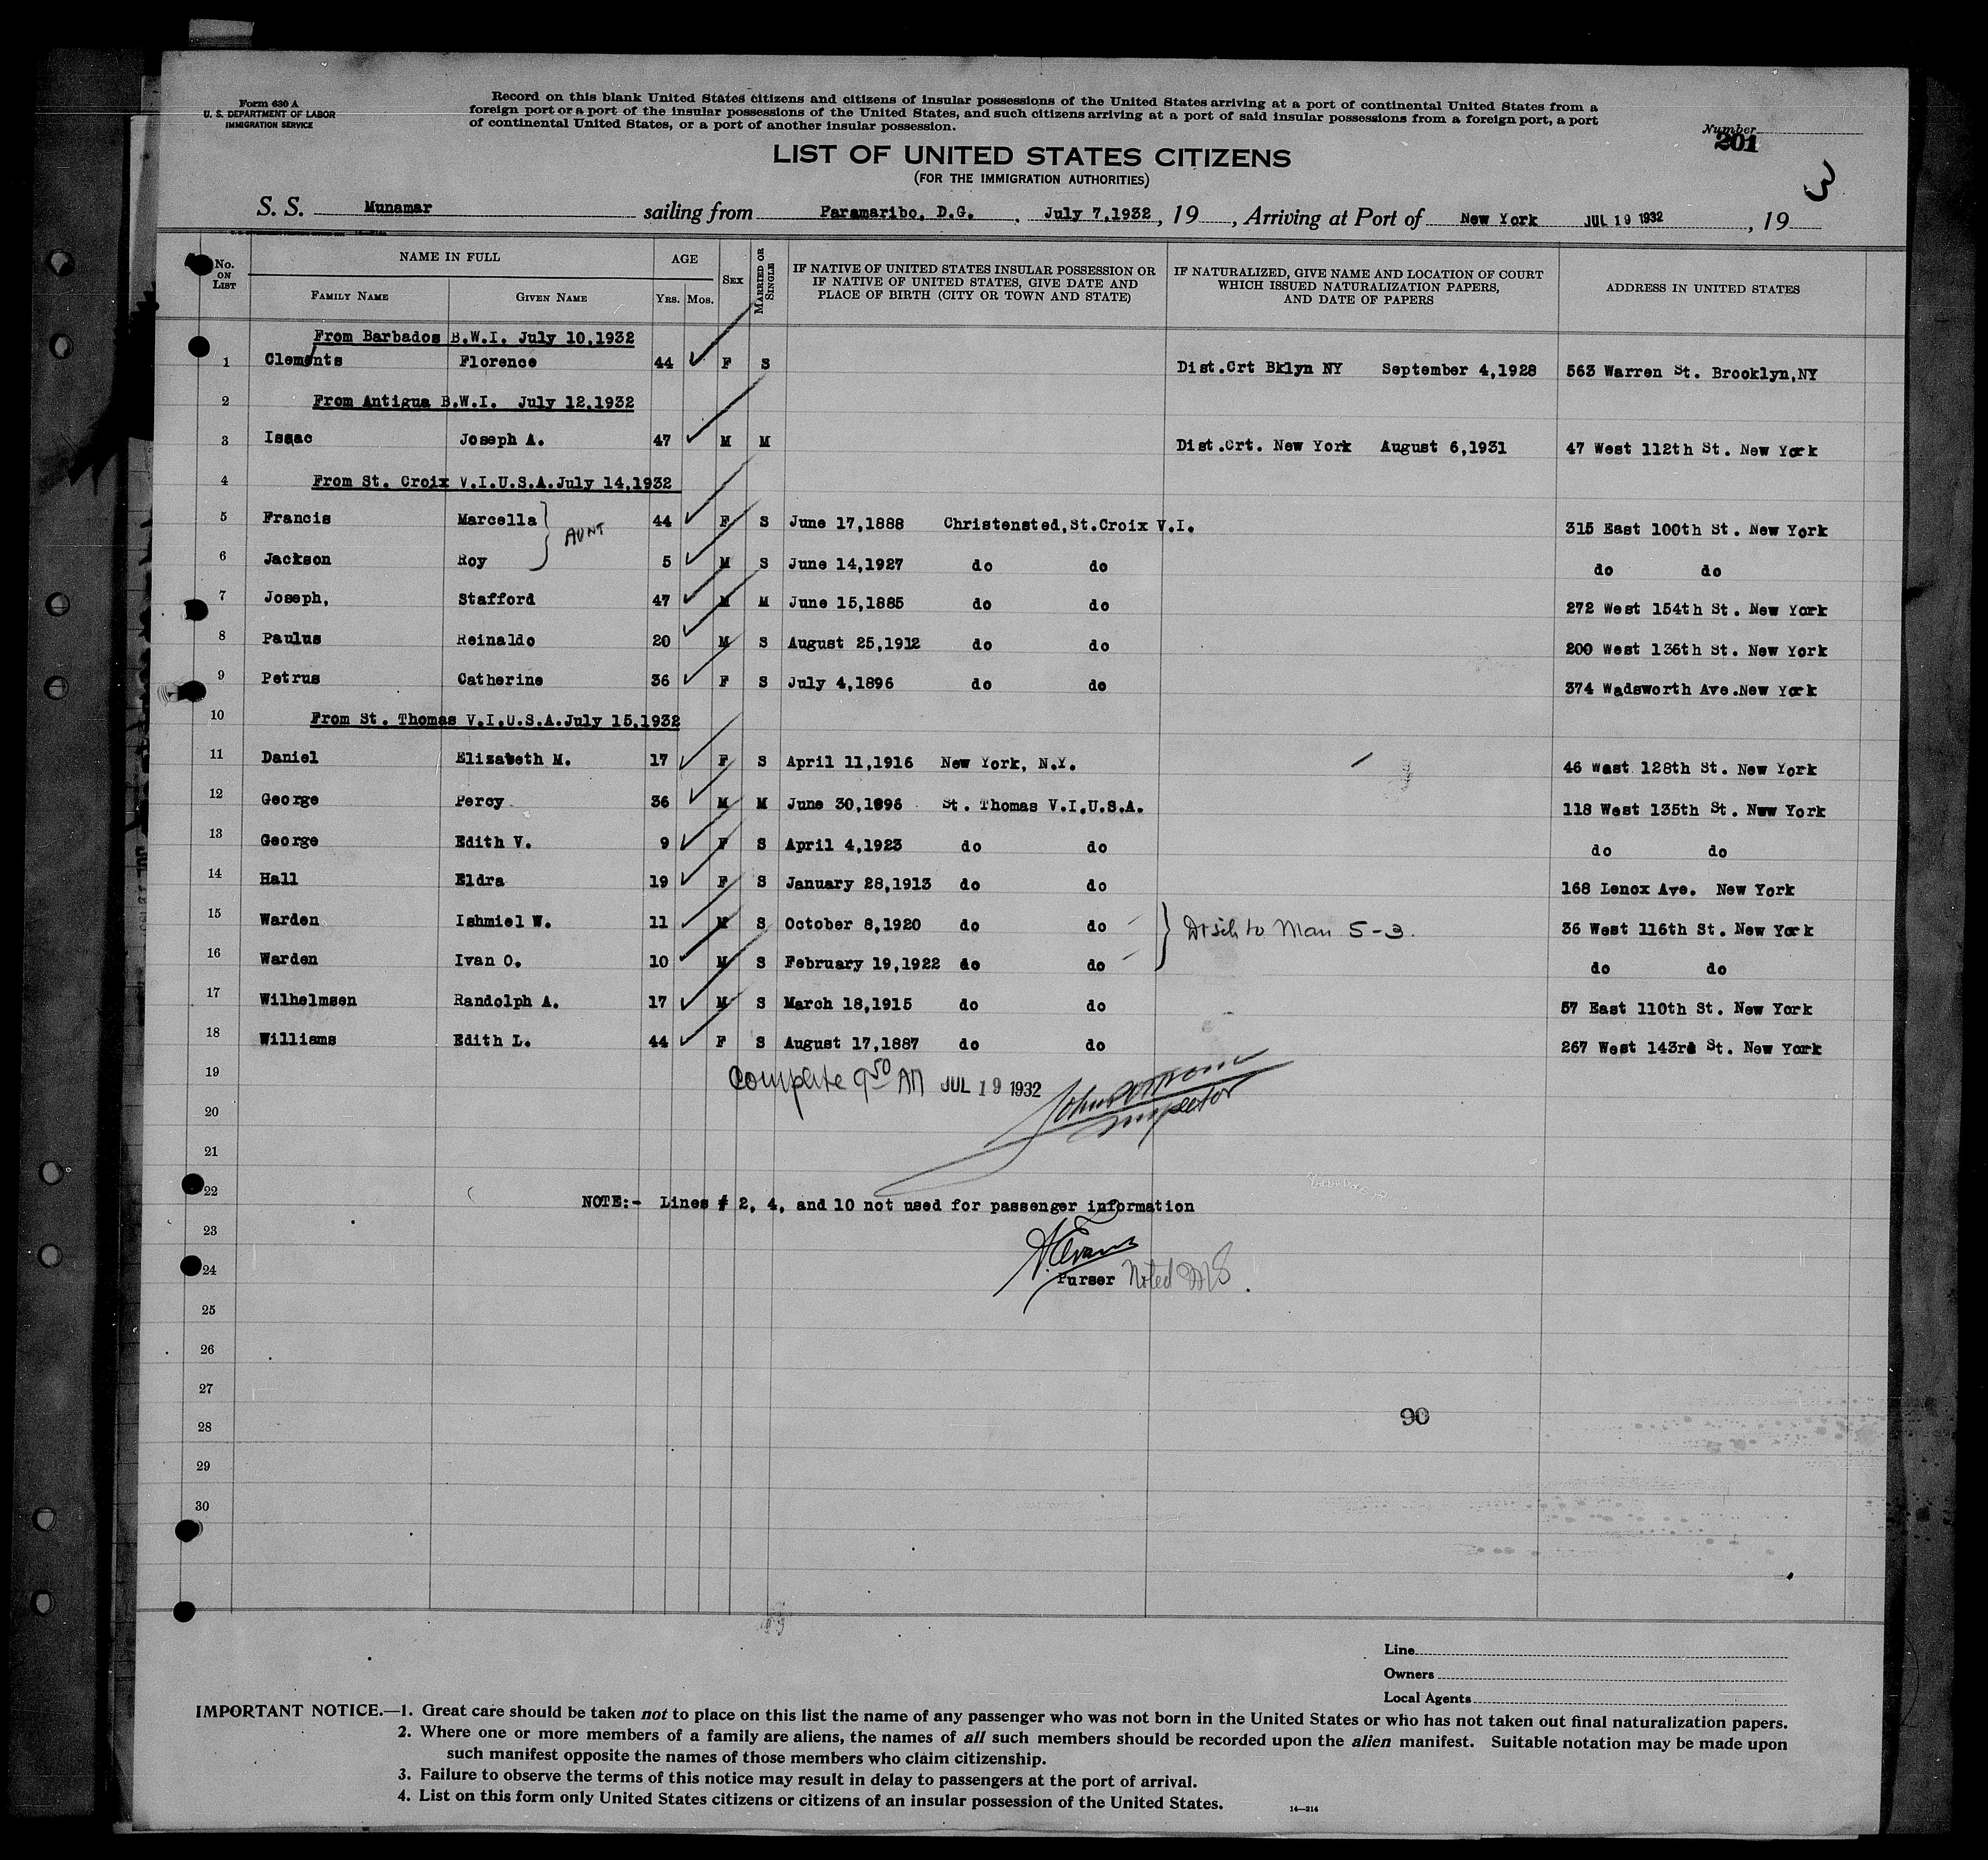 Form 630 A
U. S. DEPARTMENT OF LABOR
IMMIGRATION SERVICE
Record on this blank United States citizens and citizens of insular possessions of the United States arriving at a port of continental United States from a
foreign port or a port of the insular possessions of the United States, and such citizens arriving at a port of said insular possessions from a foreign port, a port
of continental United States, or a port of another insular possession.
Number
201
3
LIST OF UNITED STATES CITIZENS
(FOR THE IMMIGRATION AUTHORITIES)
S. S. Munamar sailing from Paramaribo, D.G. , July 7,1932 , 19 , Arriving at Port of New York JUL 19 1932 , 19
No. ON LIST NAME IN FULL FAMILY NAME GIVEN NAME AGE YRS. MOS. SEX MARRIED OR SINGLE IF NATIVE OF UNITED STATES INSULAR POSSESSION OR IF NATIVE OF UNITED STATES, GIVE DATE AND PLACE OF BIRTH (CITY OR TOWN AND STATE) IF NATURALIZED, GIVE NAME AND LOCATION OF COURT WHICH ISSUED NATURALIZATION PAPERS, AND DATE OF PAPERS ADDRESS IN UNITED STATES
From Barbados B.W.I. July 10,1932
1 Clements Florence 44 F S Dist.Crt Bklyn NY September 4,1928 563 Warren St. Brooklyn,NY
2 From Antigua B.W.I. July 12,1932
3 Isaac Joseph A. 47 M M Dist.Crt. New York August 6,1931 47 West 112th St. New York
4 From St. Croix V.I.U.S.A.July 14,1932
5 Francis Marcella 44 F S June 17,1888 Christensted,St.Croix V.I. 315 East 100th St. New York
AUNT
6 Jackson Roy 5 M S June 14,1927 do do do do
7 Joseph, Stafford 47 M M June 15,1885 do do 272 West 154th St. New York
8 Paulus Reinaldo 20 M S August 25,1912 do do 200 West 136th St. New York
9 Petrus Catherine 36 F S July 4,1896 do do 374 Wadsworth Ave.New York
10 From St. Thomas V.I.U.S.A.July 15,1932
11 Daniel Elizabeth M. 17 F S April 11,1916 New York, N.Y. 46 West 128th St. New York
12 George Percy 36 M M June 30,1896 St. Thomas V.I.U.S.A. 118 West 135th St. New York
13 George Edith V. 9 F S April 4,1923 do do do do
14 Hall Eldra 19 F S January 28,1913 do do 168 Lenox Ave. New York
15 Warden Ishmiel W. 11 M S October 8,1920 do do 36 West 116th St. New York
to Man 5-3.
16 Warden Ivan O. 10 M S February 19,1922 do do do do
17 Wilhelmsen Randolph A. 17 M S March 18,1915 do do 57 East 110th St. New York
18 Williams Edith L. 44 F S August 17,1887 do do 267 West 143rd St. New York
19 Complete 9 50 AM JUL 19 1932
20 Inspector
21
22 NOTE:- Lines # 2, 4, and 10 not used for passenger information
23 Evans
24 Purser Noted
25
26
27
28 90
29
30
Line
Owners
Local Agents
IMPORTANT NOTICE.—1. Great care should be taken not to place on this list the name of any passenger who was not born in the United States or who has not taken out final naturalization papers.
2. Where one or more members of a family are aliens, the names of all such members should be recorded upon the alien manifest. Suitable notation may be made upon
such manifest opposite the names of those members who claim citizenship.
3. Failure to observe the terms of this notice may result in delay to passengers at the port of arrival.
4. List on this form only United States citizens or citizens of an insular possession of the United States.
14—214